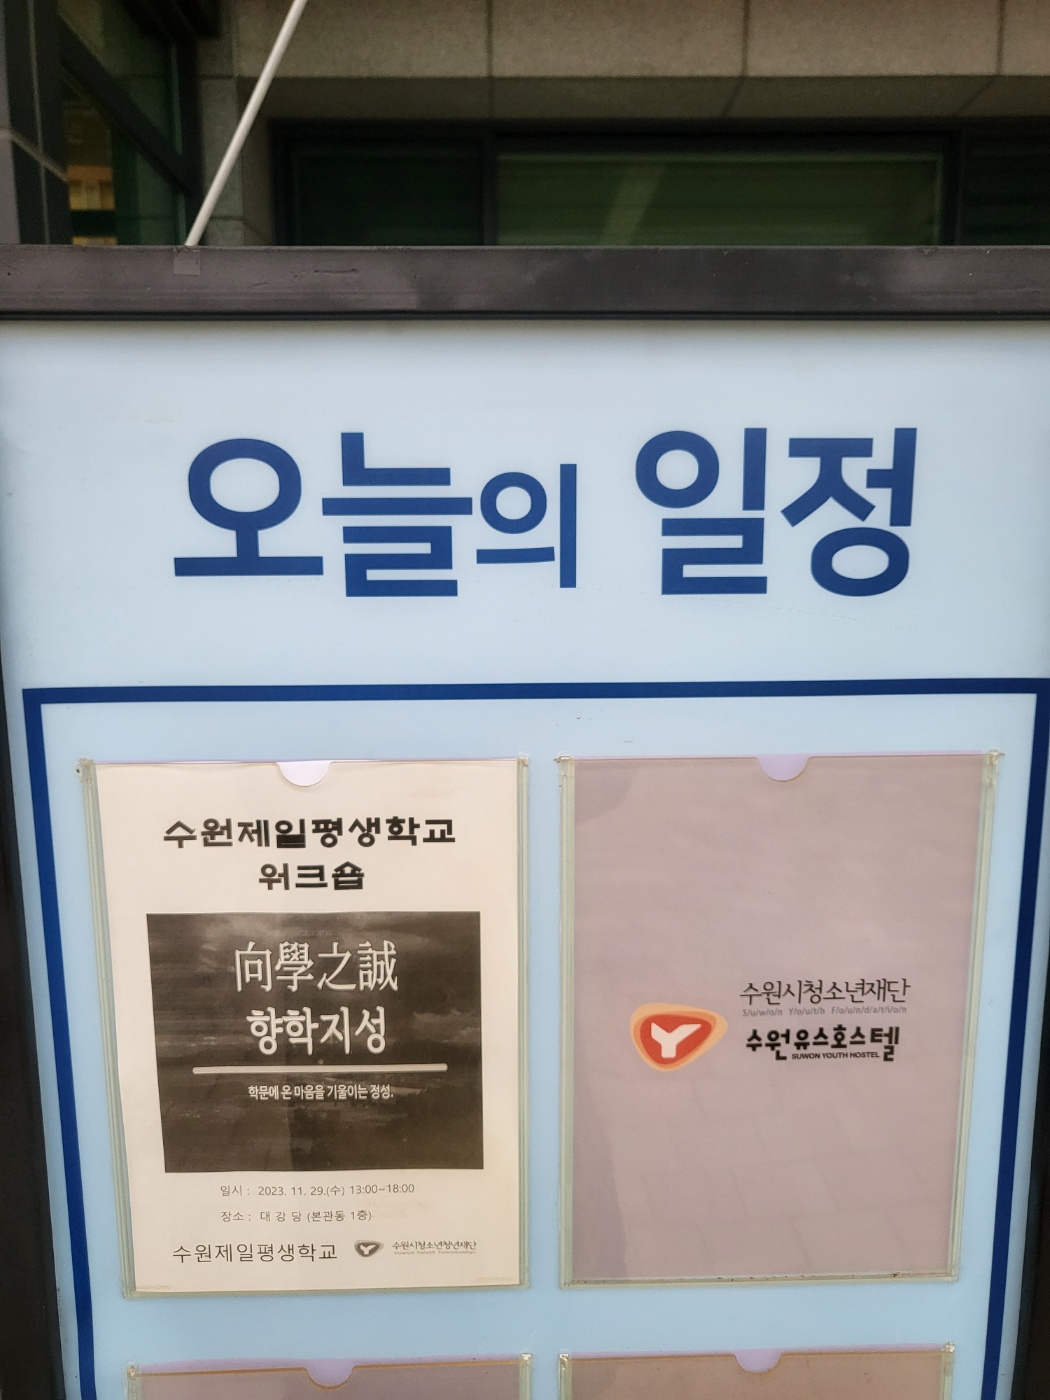 오늘의 일정
수원제일평생학교
워크숍
向學之誠
향학지성
학문에 온 마음을 기울이는 정성.
일시 : 2023. 11. 29.(수) 13:00~18:00
장소 : 대 강 당 (본관동 1층)
수원제일평생학교
수원시청소년청년재단
수원시청소년재단
S/u/w/o/n Y/o/u/t/h F/o/u/n/d/a/t/i/o/n
수원유스호스텔
SUWON YOUTH HOSTEL